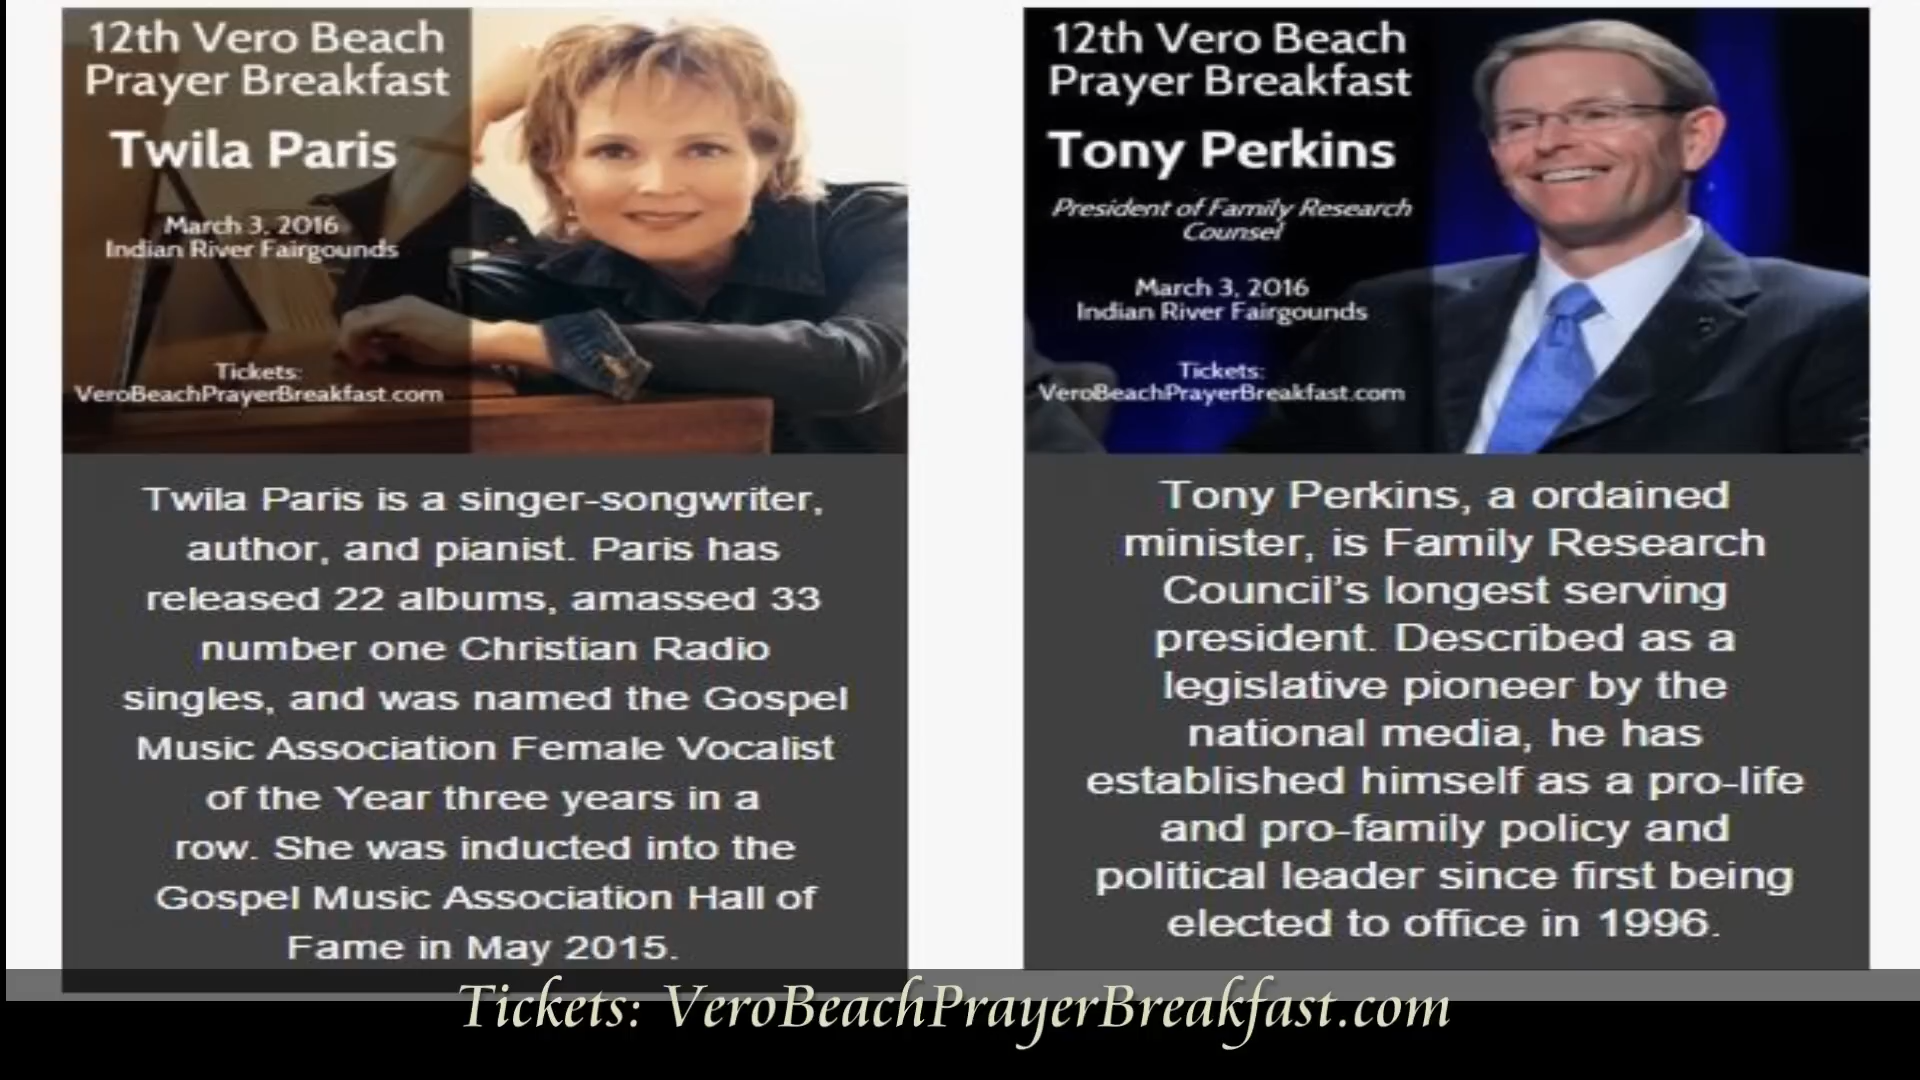 12th Vero Beach
Prayer Breakfast
Twila Paris
March 3, 2016
Indian River Fairgounds
Tickets:
VeroBeachPrayerBreakfast.com
Twila Paris is a singer-songwriter,
author, and pianist. Paris has
released 22 albums, amassed 33
number one Christian Radio
singles, and was named the Gospel
Music Association Female Vocalist
of the Year three years in a
row. She was inducted into the
Gospel Music Association Hall of
Fame in May 2015.
12th Vero Beach
Prayer Breakfast
Tony Perkins
President of Family Research
Counsel
March 3, 2016
Indian River Fairgounds
Tickets:
VeroBeachPrayerBreakfast.com
Tony Perkins, a ordained
minister, is Family Research
Council's longest serving
president. Described as a
legislative pioneer by the
national media, he has
established himself as a pro-life
and pro-family policy and
political leader since first being
elected to office in 1996.
Tickets: VeroBeachPrayerBreakfast.com